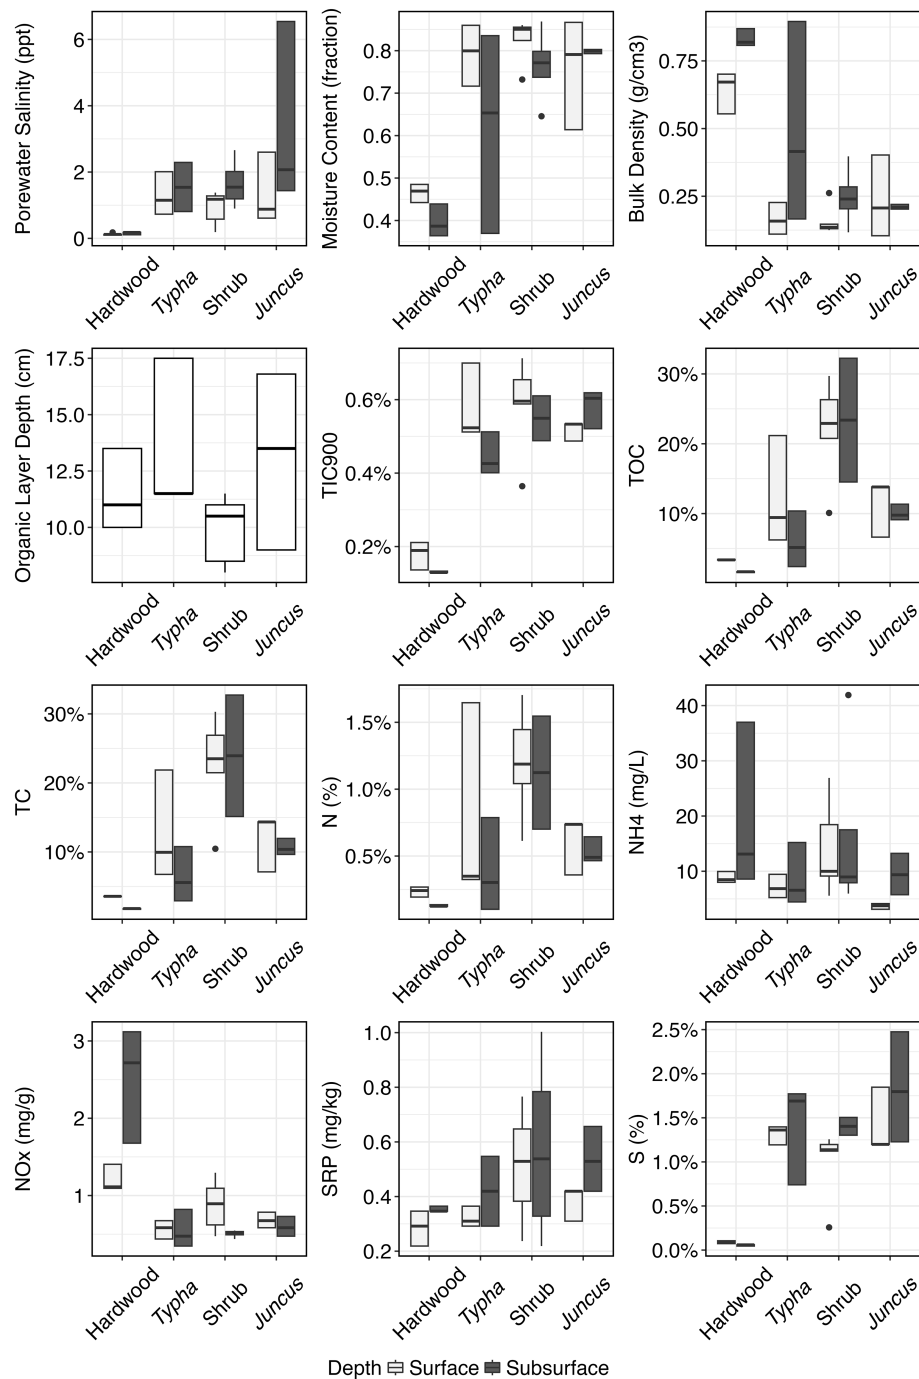 Porewater Salinity (ppt)
6
4
2
0
Hardwood
Typha
Shrub
Juncus
Moisture Content (fraction)
0.8
0.7
0.6
0.5
0.4
Hardwood
Typha
Shrub
Juncus
Bulk Density (g/cm3)
0.75
0.50
0.25
Hardwood
Typha
Shrub
Juncus
Organic Layer Depth (cm)
17.5
15.0
12.5
10.0
Hardwood
Typha
Shrub
Juncus
TIC900
0.6%
0.4%
0.2%
Hardwood
Typha
Shrub
Juncus
TOC
30%
20%
10%
Hardwood
Typha
Shrub
Juncus
TC
30%
20%
10%
Hardwood
Typha
Shrub
Juncus
N (%)
1.5%
1.0%
0.5%
Hardwood
Typha
Shrub
Juncus
NH4 (mg/L)
40
30
20
10
Hardwood
Typha
Shrub
Juncus
NOx (mg/g)
3
2
1
Hardwood
Typha
Shrub
Juncus
SRP (mg/kg)
1.0
0.8
0.6
0.4
0.2
Hardwood
Typha
Shrub
Juncus
S (%)
2.5%
2.0%
1.5%
1.0%
0.5%
0.0%
Hardwood
Typha
Shrub
Juncus
Depth Surface Subsurface